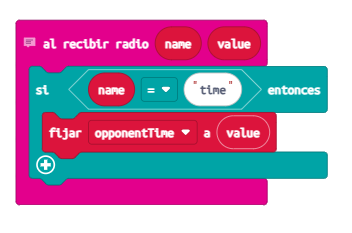 al recibir radio name value
si name = ▼ "time" entonces
fijar opponentTime ▼ a value